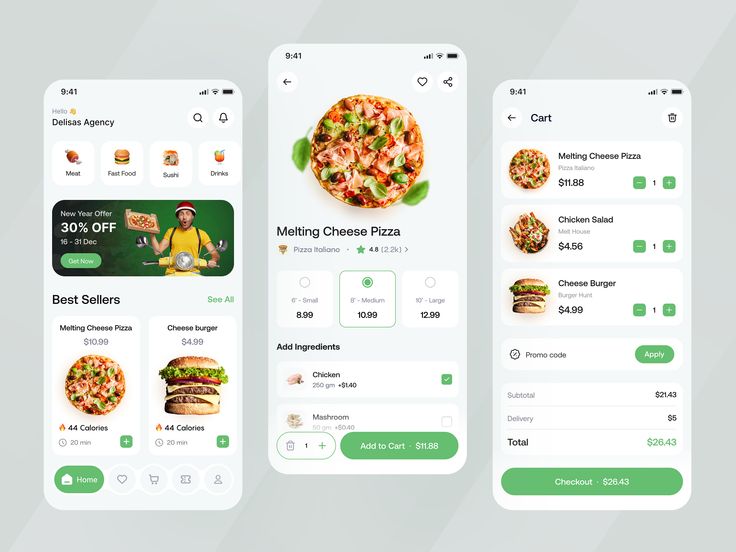 9:41
Hello 👋
Delisas Agency
Meat
Fast Food
Sushi
Drinks
New Year Offer
30% OFF
16 - 31 Dec
Get Now
Best Sellers
See All
Melting Cheese Pizza
$10.99
🔥 44 Calories
20 min
Cheese burger
$4.99
🔥 44 Calories
20 min
Home
9:41
Melting Cheese Pizza
Pizza Italiano • 4.8 (2.2k)
6' - Small
8.99
8' - Medium
10.99
10' - Large
12.99
Add Ingredients
Chicken
250 gm +$1.40
Mashroom
50 gm +$0.40
1
Add to Cart · $11.88
9:41
Cart
Melting Cheese Pizza
Pizza Italiano
$11.88
1
Chicken Salad
Melt House
$4.56
1
Cheese Burger
Burger Hunt
$4.99
1
Promo code
Apply
Subtotal
$21.43
Delivery
$5
Total
$26.43
Checkout · $26.43